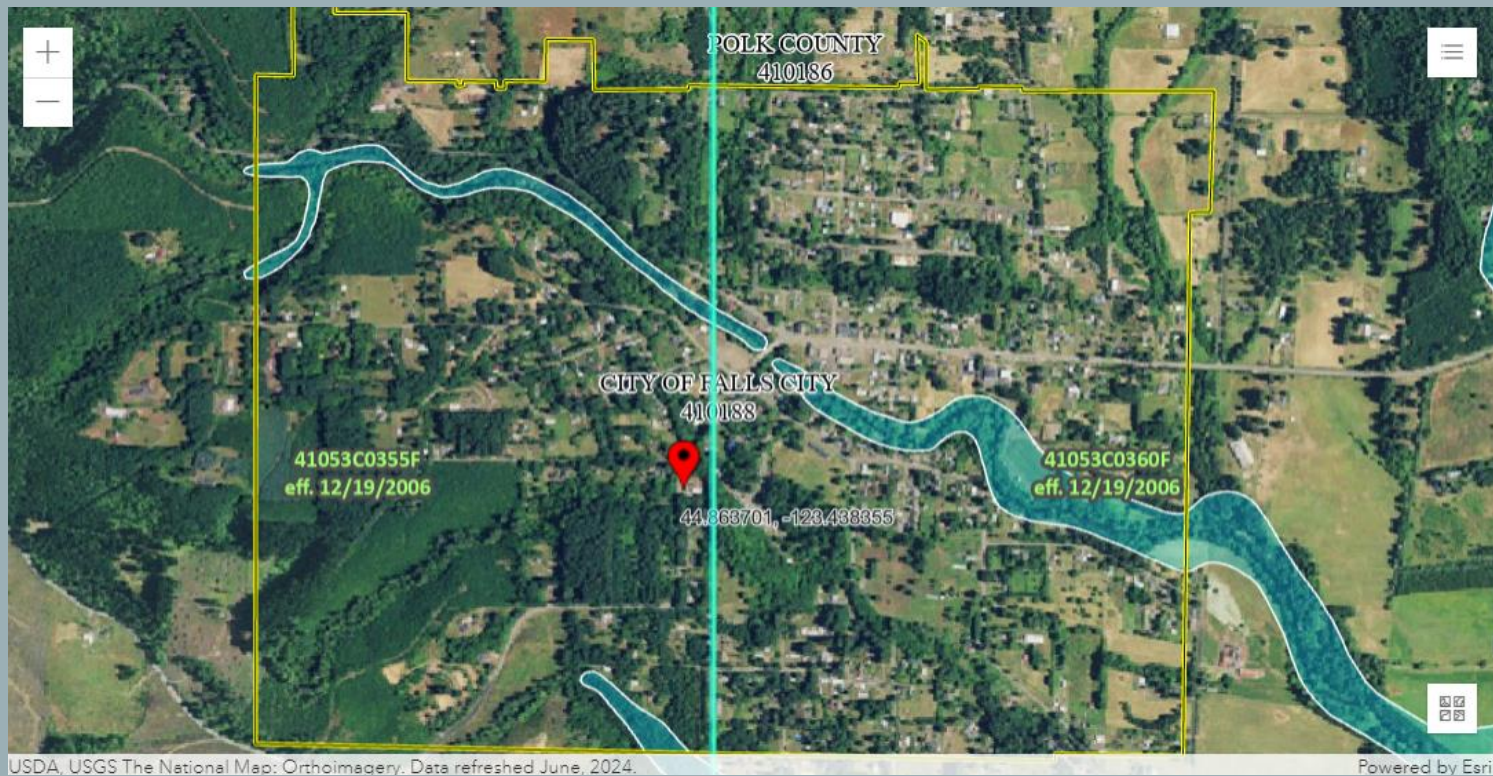 POLK COUNTY
410186
CITY OF FALLS CITY
410188
41053C0355F
eff. 12/19/2006
41053C0360F
eff. 12/19/2006
44.863701, -123.438355
USDA, USGS The National Map: Orthoimagery. Data refreshed June, 2024.
Powered by Esri